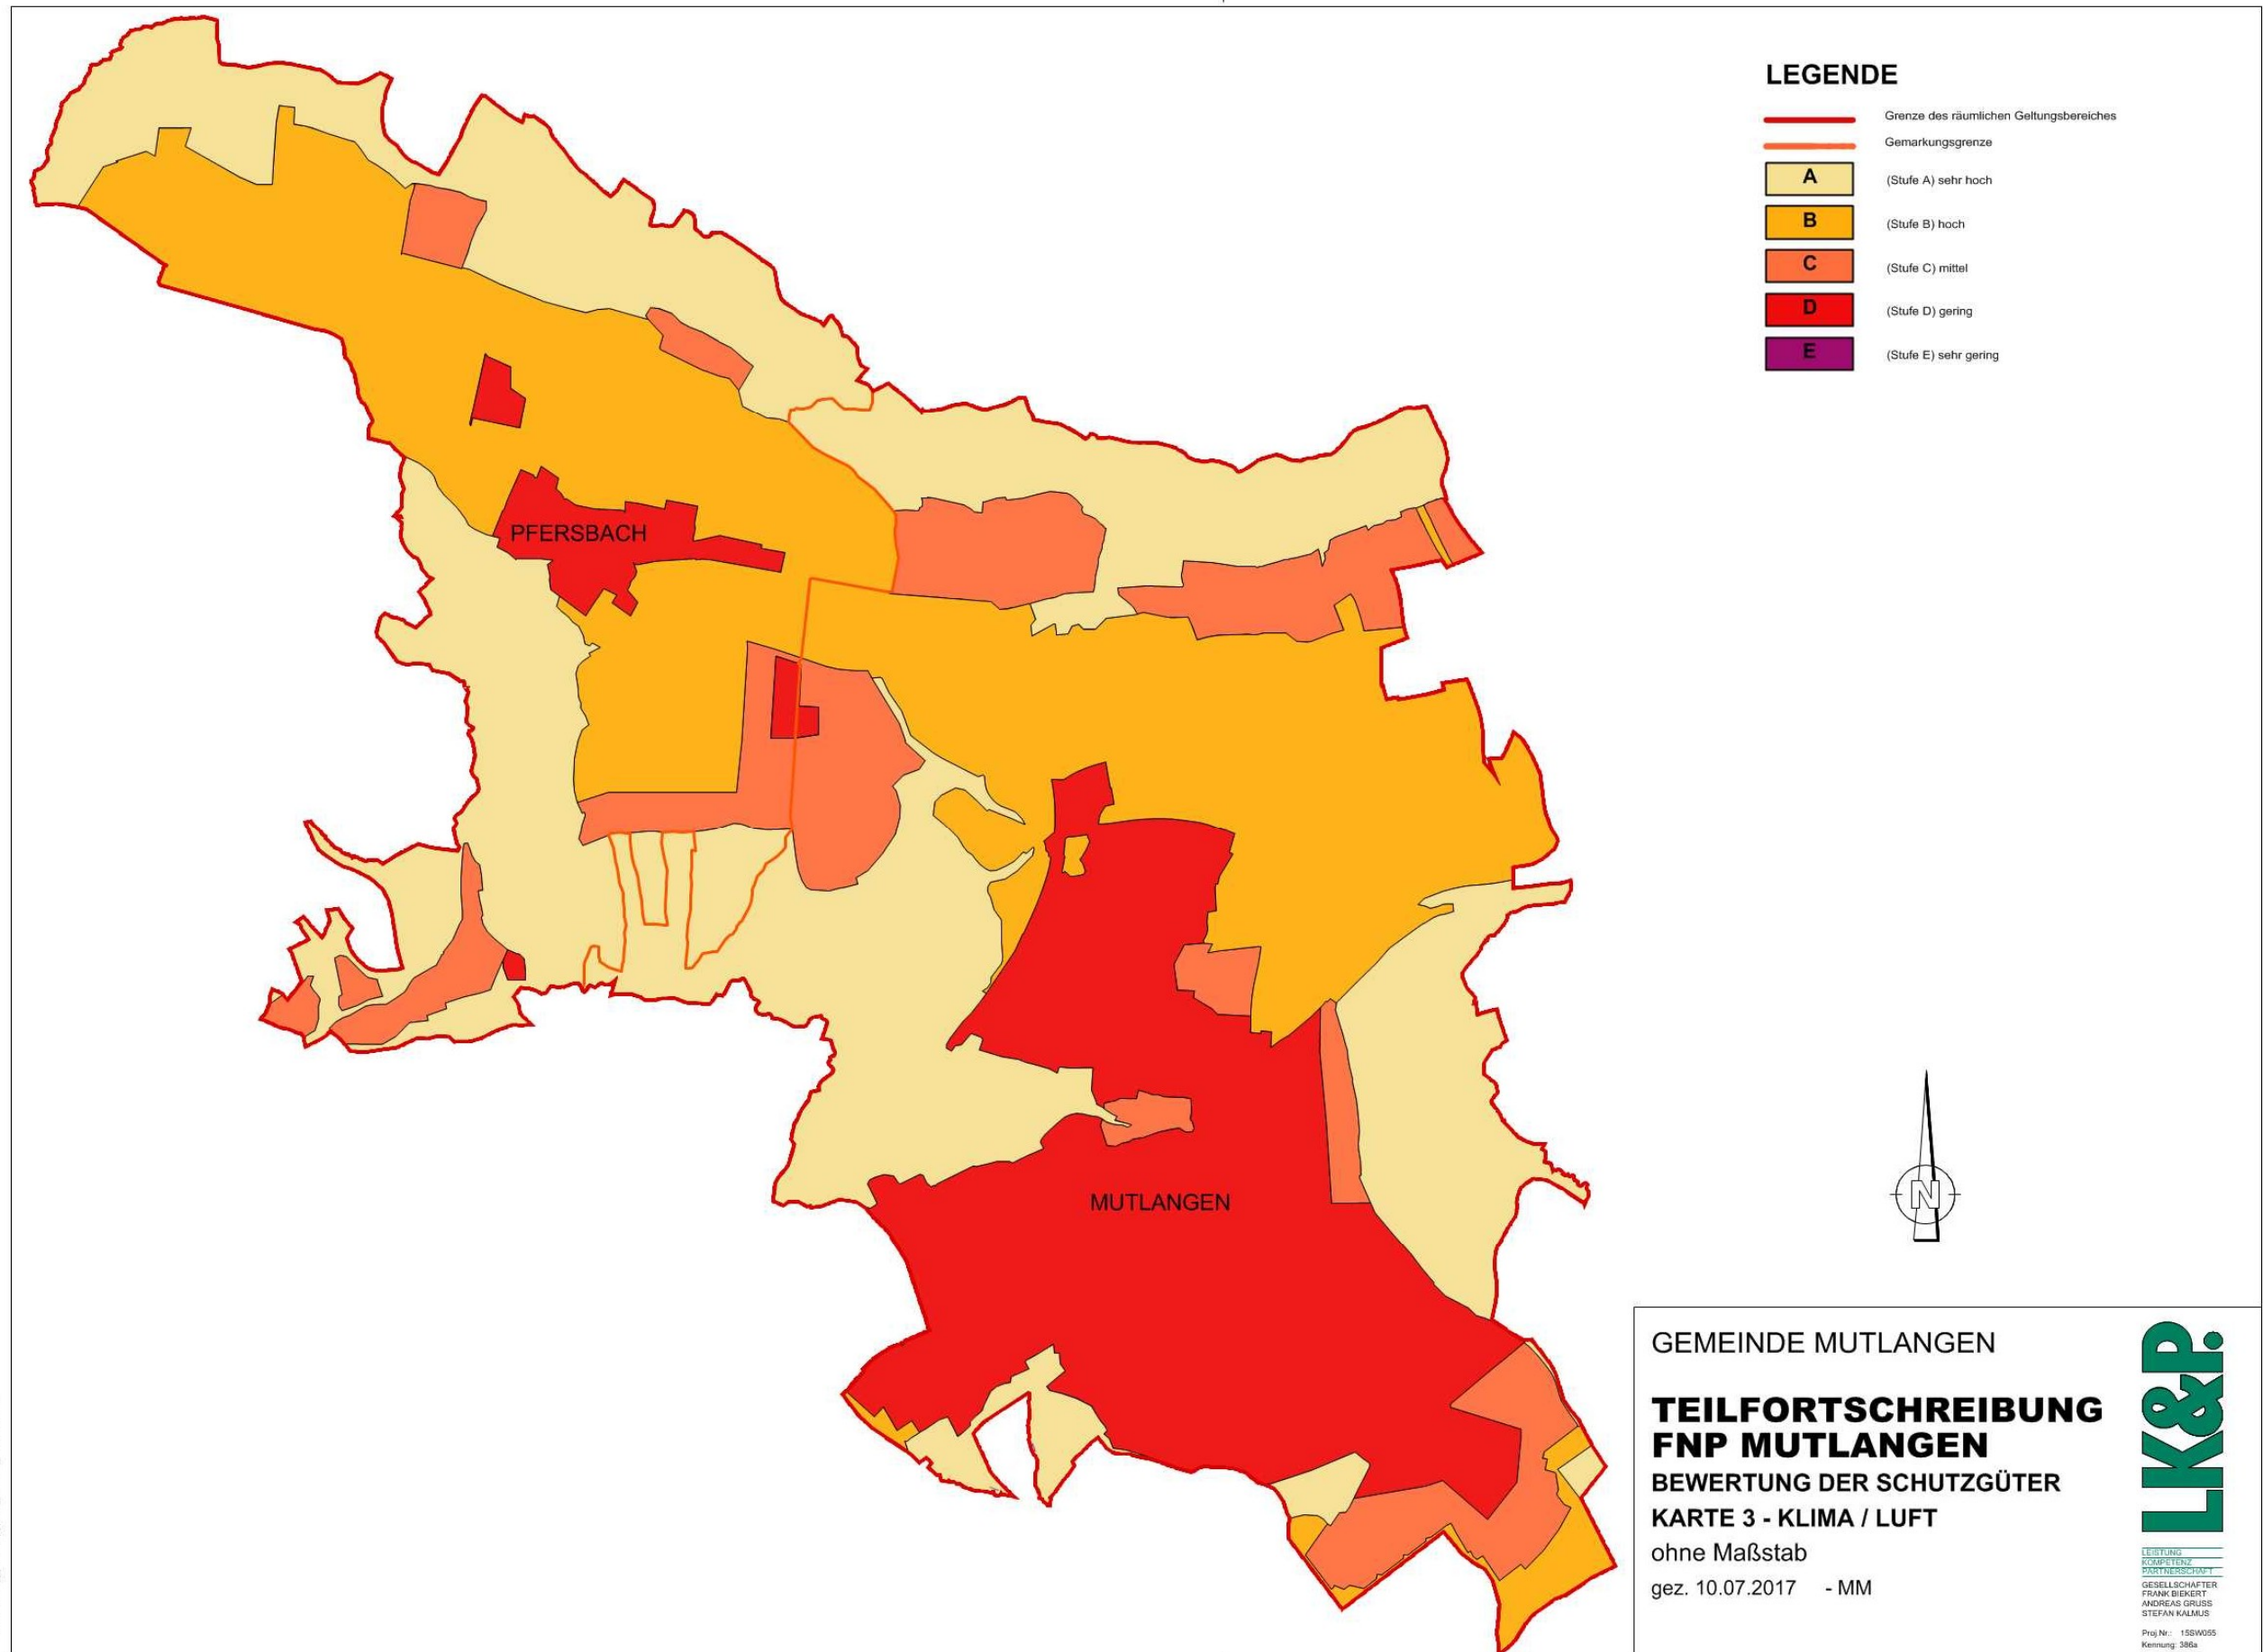 LEGENDE
Grenze des räumlichen Geltungsbereiches
Gemarkungsgrenze
A (Stufe A) sehr hoch
B (Stufe B) hoch
C (Stufe C) mittel
D (Stufe D) gering
E (Stufe E) sehr gering
PFERSBACH
MUTLANGEN
N
GEMEINDE MUTLANGEN
TEILFORTSCHREIBUNG
FNP MUTLANGEN
BEWERTUNG DER SCHUTZGÜTER
KARTE 3 - KLIMA / LUFT
ohne Maßstab
gez. 10.07.2017 - MM
LK&P.
LEISTUNG
KOMPETENZ
PARTNERSCHAFT
GESELLSCHAFTER
FRANK BIEKERT
ANDREAS GRUSS
STEFAN KALMUS
Proj.Nr.: 15SW055
Kennung: 386a